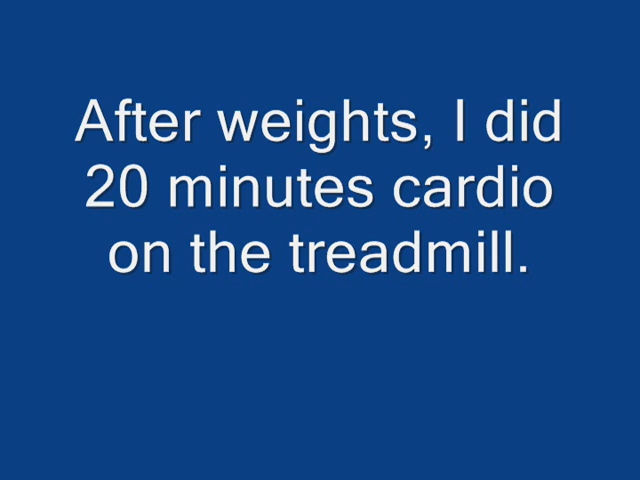 After weights, I did
20 minutes cardio
on the treadmill.